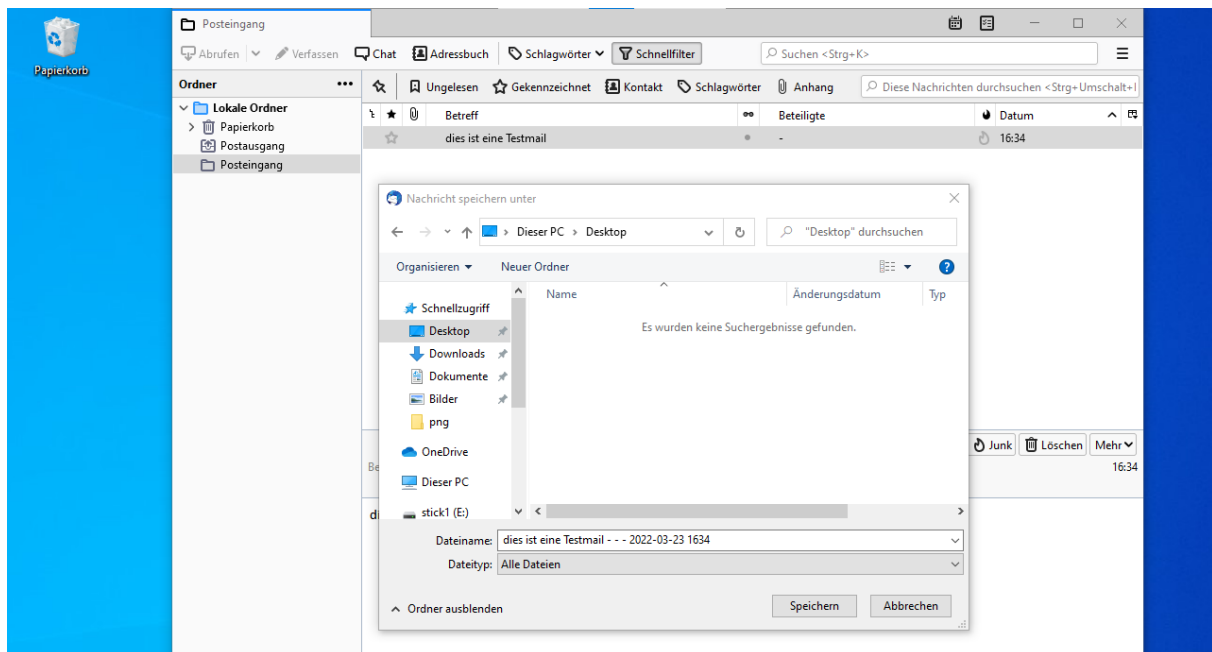 Papierkorb
Posteingang
Abrufen Verfassen Chat Adressbuch Schlagwörter Schnellfilter Suchen <Strg+K>
Ordner •••
Ungelesen Gekennzeichnet Kontakt Schlagwörter Anhang Diese Nachrichten durchsuchen <Strg+Umschalt+
Lokale Ordner
Papierkorb
Postausgang
Posteingang
Betreff Beteiligte Datum
dies ist eine Testmail - 16:34
Nachricht speichern unter
Dieser PC > Desktop "Desktop" durchsuchen
Organisieren Neuer Ordner
Name Änderungsdatum Typ
Es wurden keine Suchergebnisse gefunden.
Schnellzugriff
Desktop
Downloads
Dokumente
Bilder
png
OneDrive
Dieser PC
stick1 (E:)
Dateiname: dies ist eine Testmail - - - 2022-03-23 1634
Dateityp: Alle Dateien
Ordner ausblenden Speichern Abbrechen
Junk Löschen Mehr
Be 16:34
di